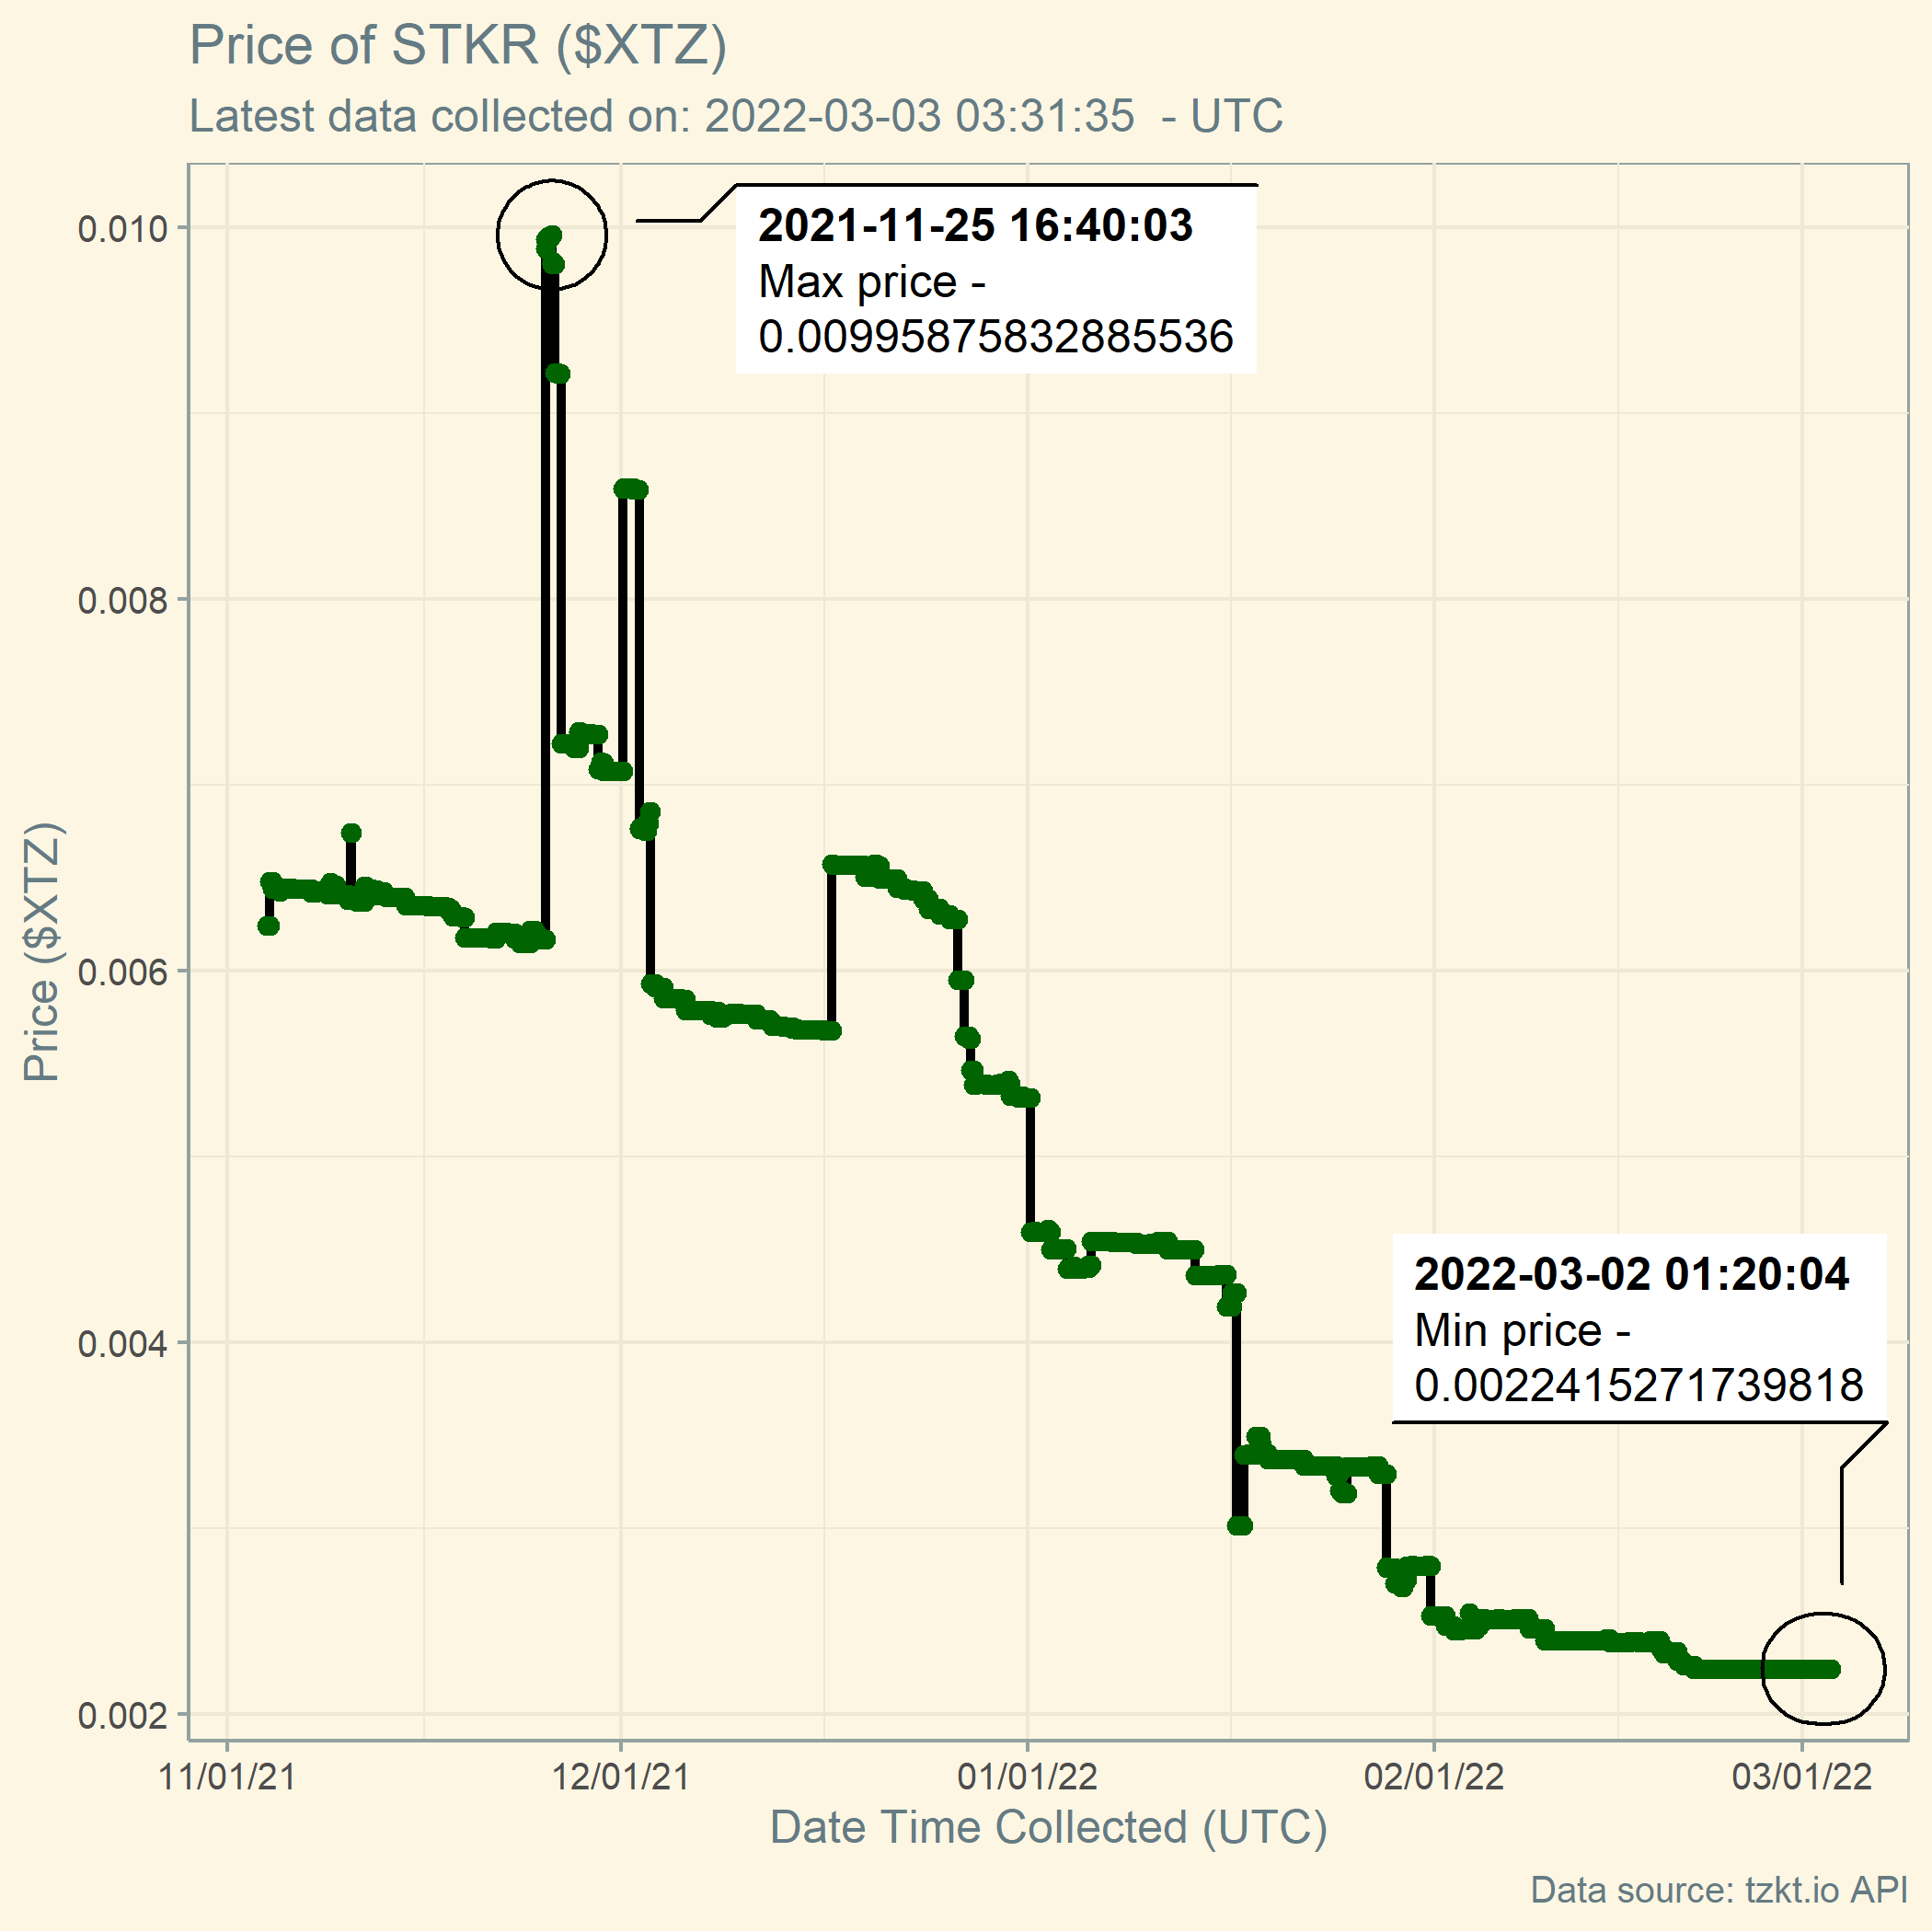 Price of STKR ($XTZ)
Latest data collected on: 2022-03-03 03:31:35  - UTC
2021-11-25 16:40:03
Max price -
0.00995875832885536
2022-03-02 01:20:04
Min price -
0.00224152717398​18
Price ($XTZ)
0.010
0.008
0.006
0.004
0.002
11/01/21
12/01/21
01/01/22
02/01/22
03/01/22
Date Time Collected (UTC)
Data source: tzkt.io API